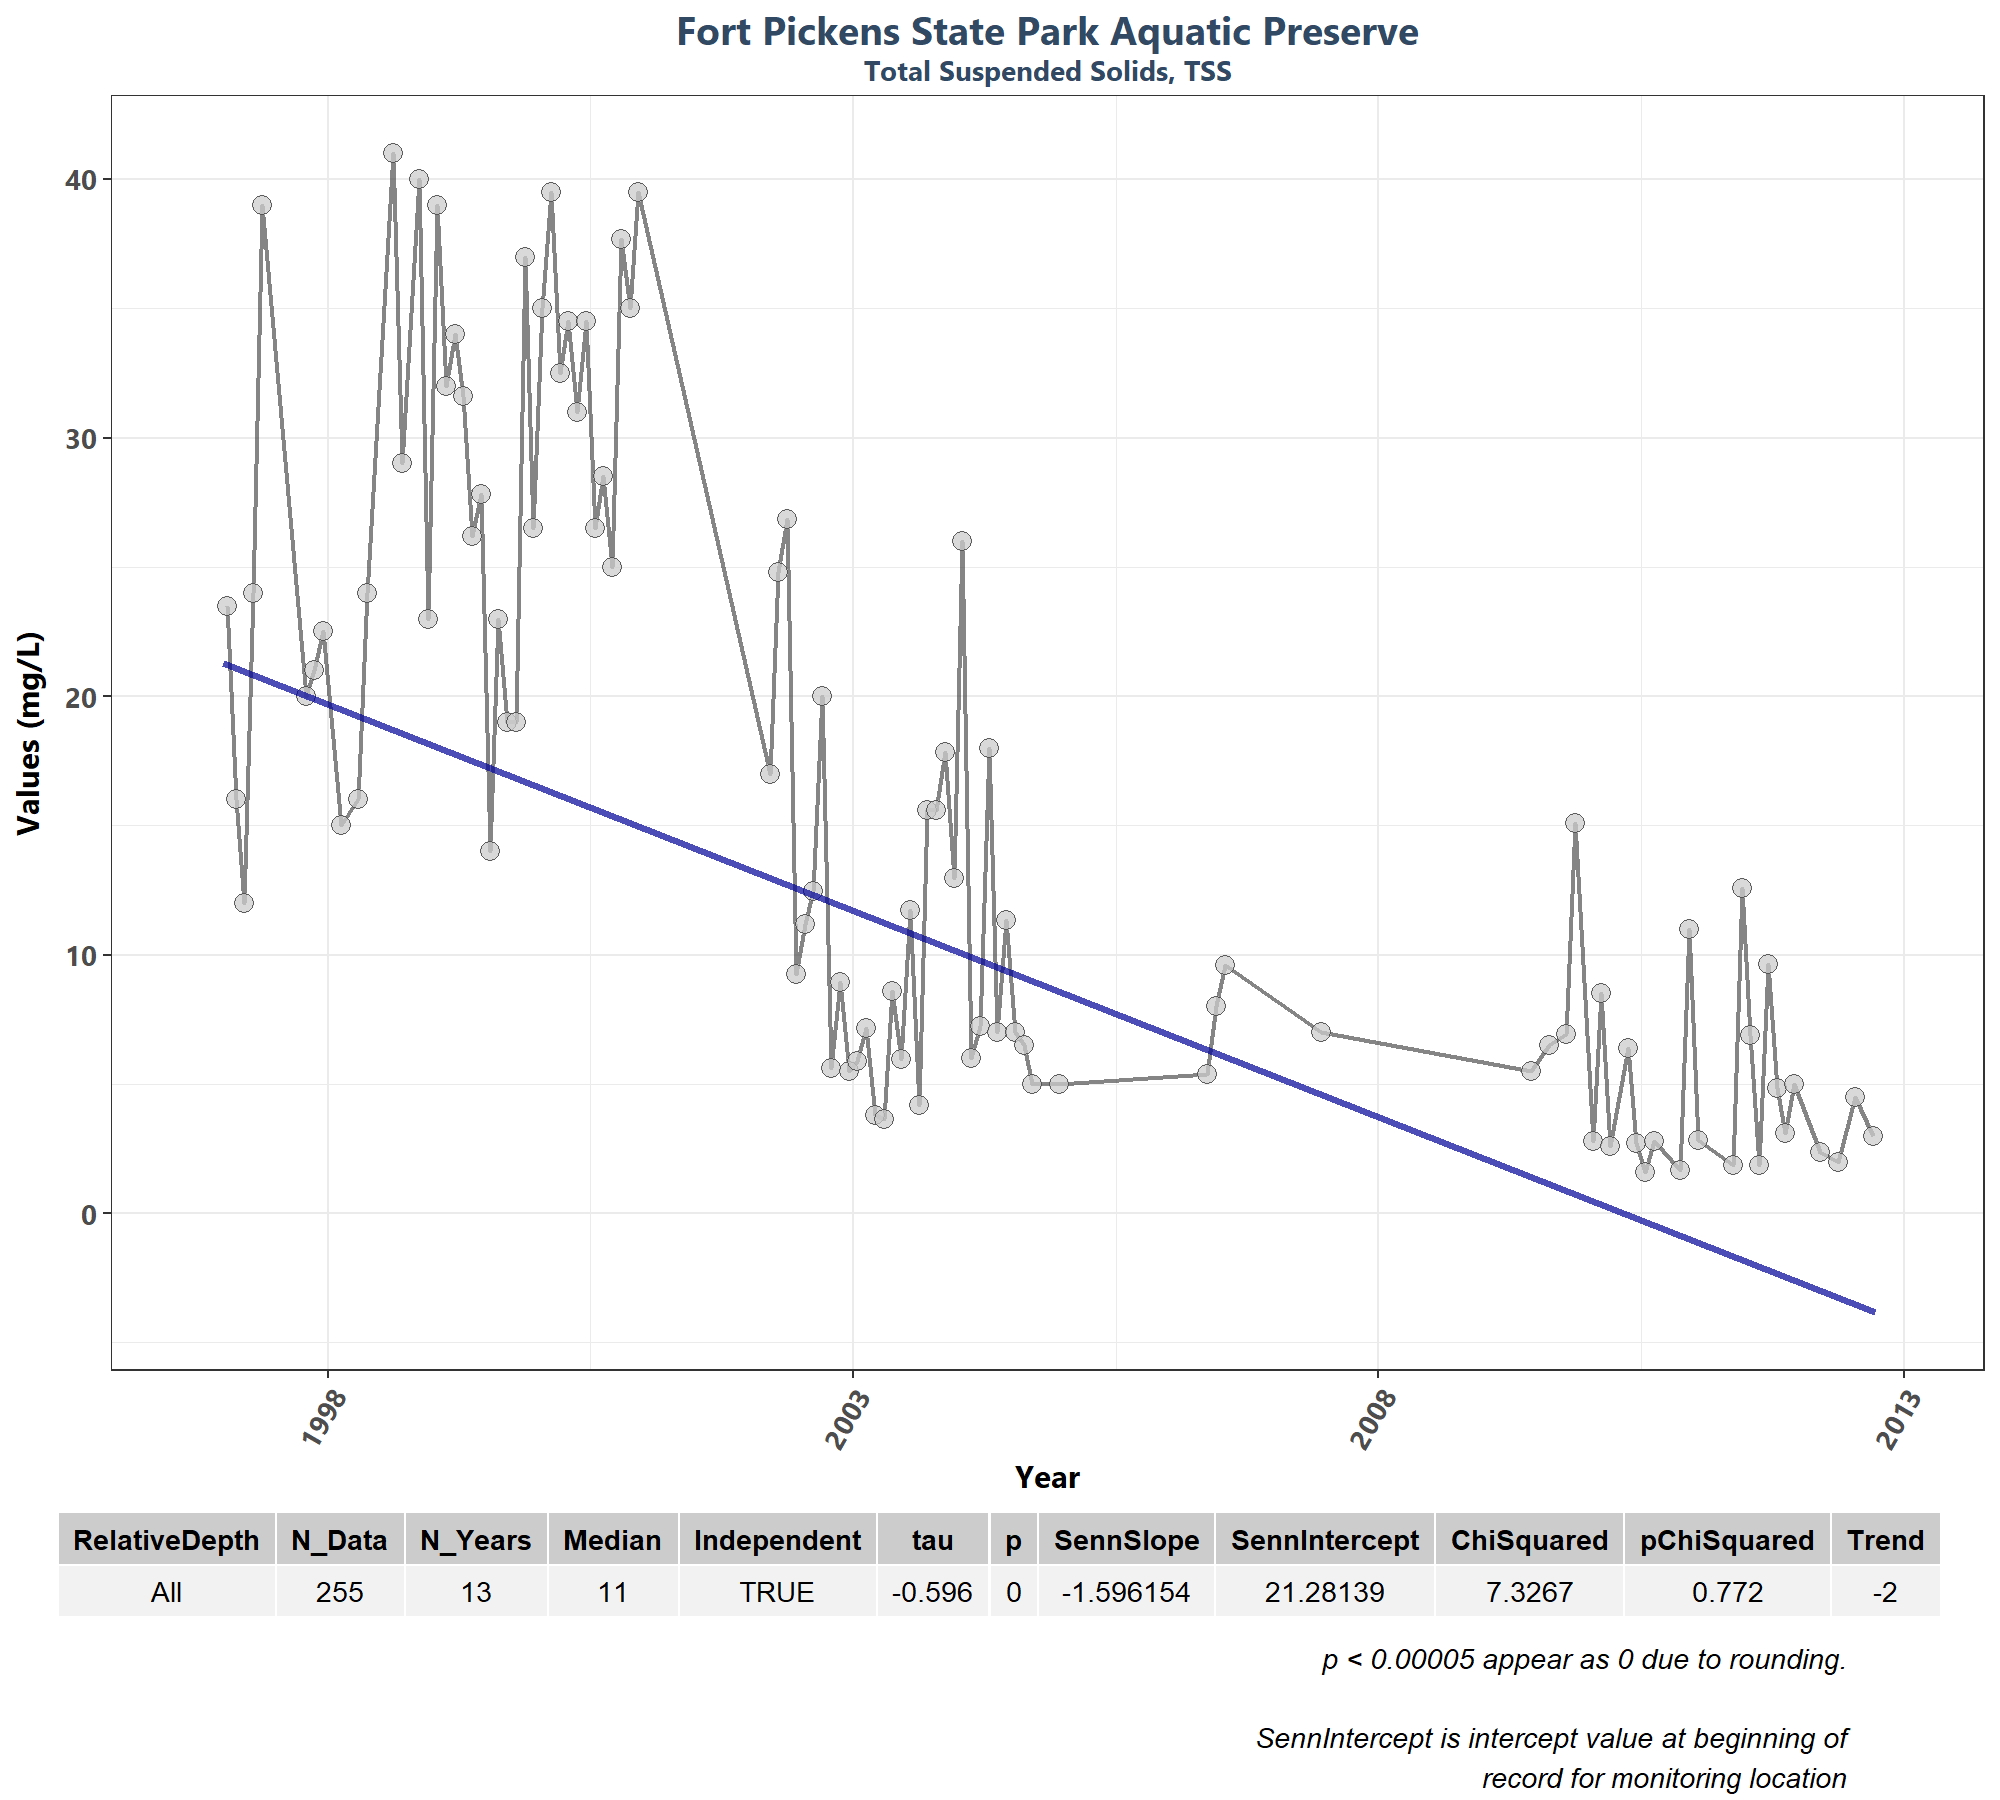 Fort Pickens State Park Aquatic Preserve
Total Suspended Solids, TSS
Values (mg/L)
40
30
20
10
0
1998 2003 2008 2013
Year
RelativeDepth N_Data N_Years Median Independent tau p SennSlope SennIntercept ChiSquared pChiSquared Trend
All 255 13 11 TRUE -0.596 0 -1.596154 21.28139 7.3267 0.772 -2
p < 0.00005 appear as 0 due to rounding.
SennIntercept is intercept value at beginning of
record for monitoring location